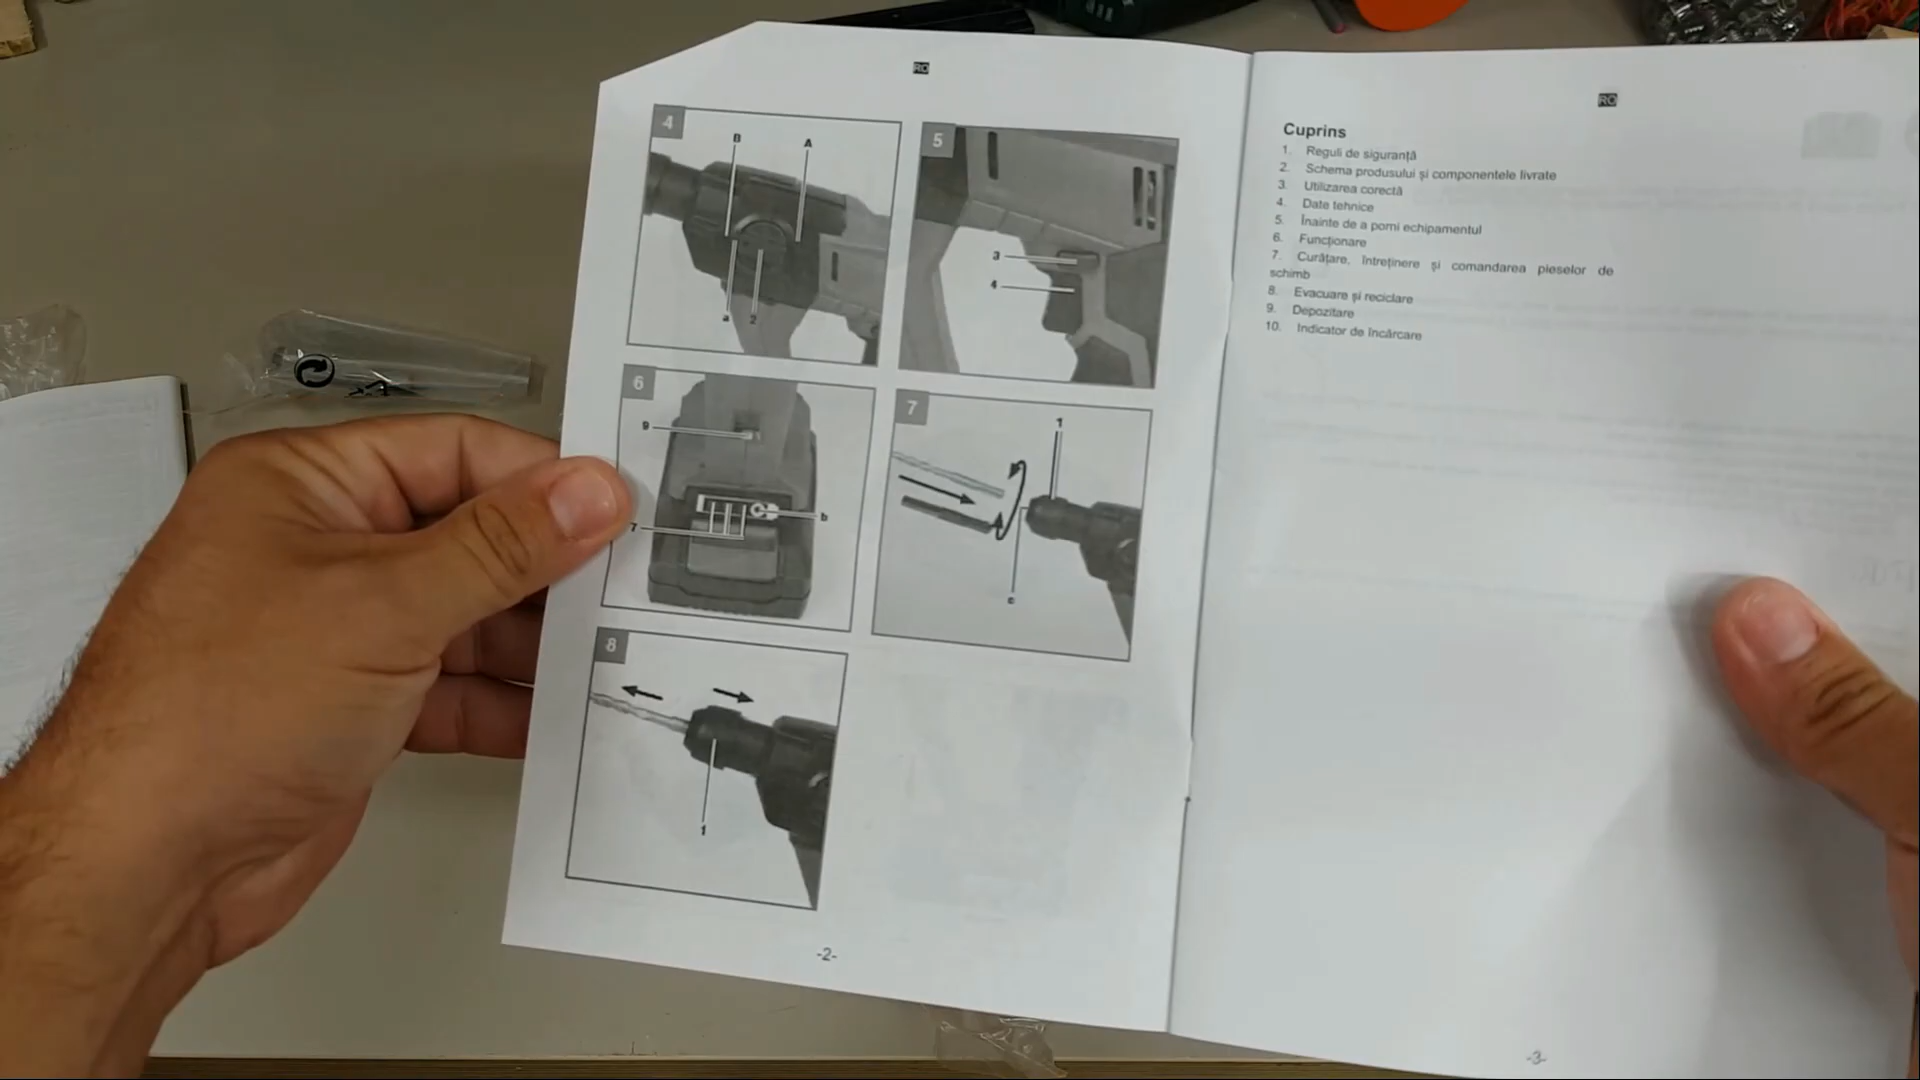 RO
4
B
A
a
2
5
3
4
6
9
7
b
7
1
c
8
1
-2-
RO
Cuprins
1. Reguli de siguranță
2. Schema produsului și componentele livrate
3. Utilizarea corectă
4. Date tehnice
5. Înainte de a porni echipamentul
6. Funcționare
7. Curățare, întreținere și comandarea pieselor de
schimb
8. Evacuare și reciclare
9. Depozitare
10. Indicator de încărcare
-3-